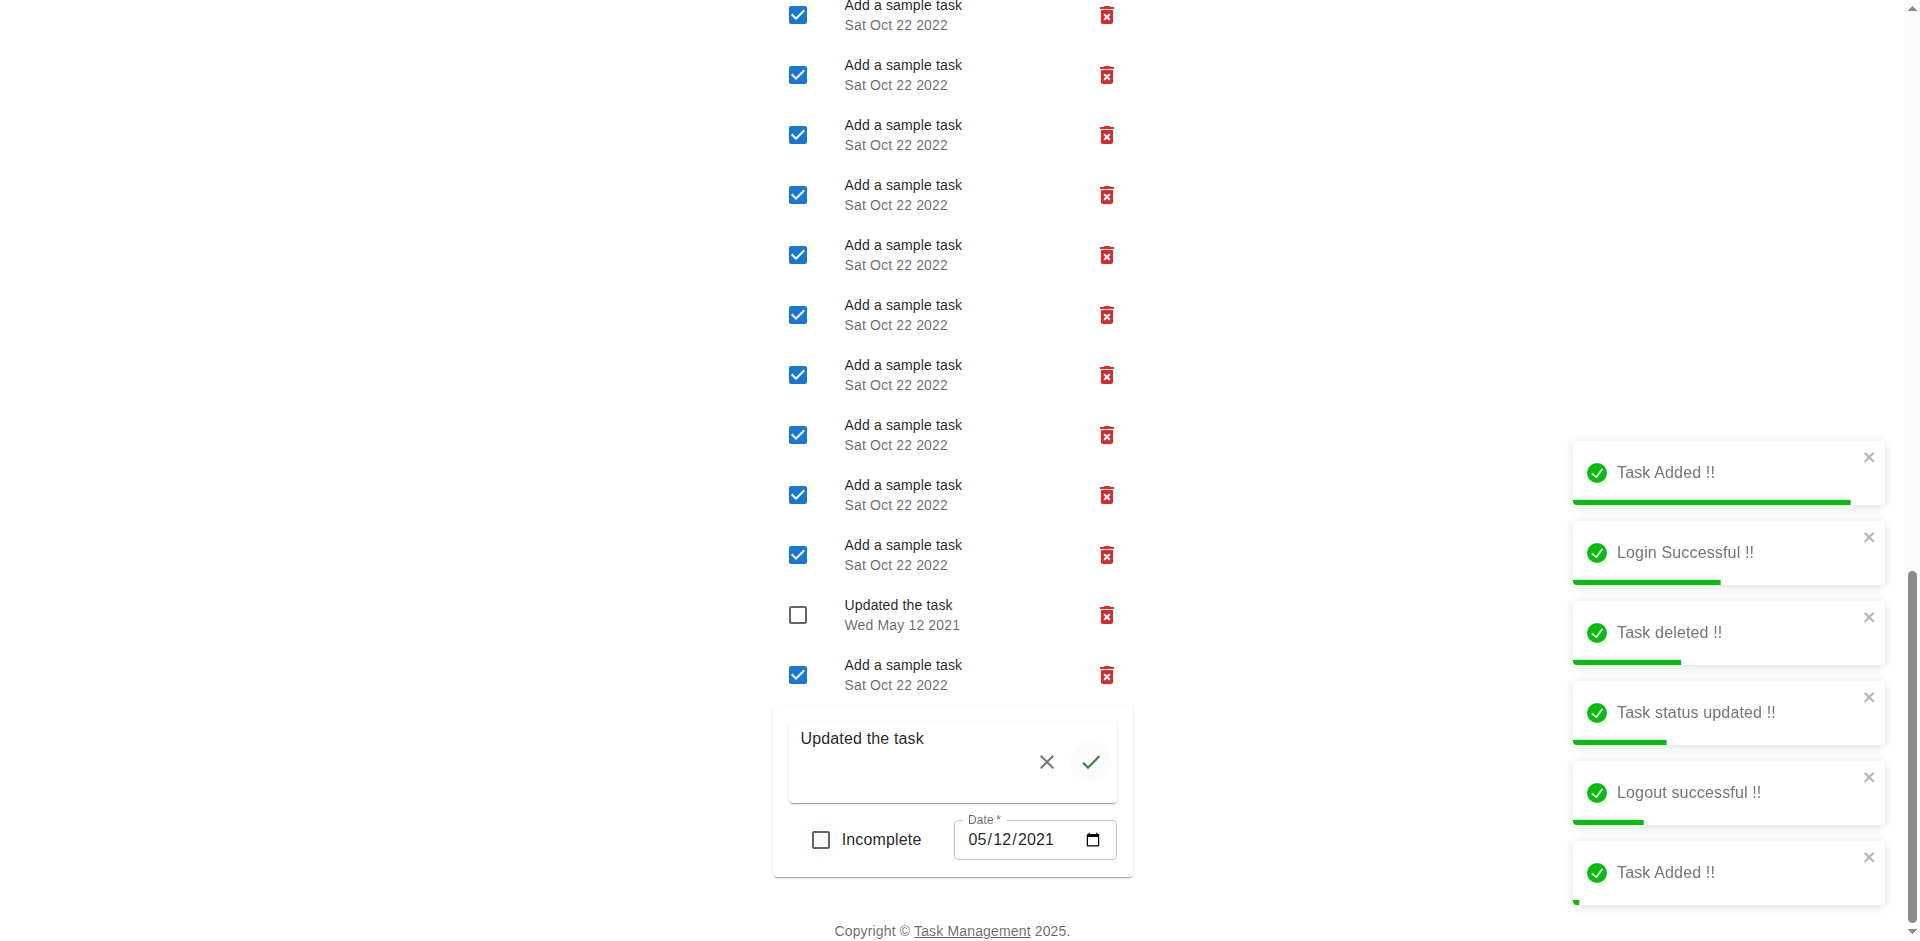 Add a sample task
Sat Oct 22 2022
Add a sample task
Sat Oct 22 2022
Add a sample task
Sat Oct 22 2022
Add a sample task
Sat Oct 22 2022
Add a sample task
Sat Oct 22 2022
Add a sample task
Sat Oct 22 2022
Add a sample task
Sat Oct 22 2022
Add a sample task
Sat Oct 22 2022
Add a sample task
Sat Oct 22 2022
Add a sample task
Sat Oct 22 2022
Updated the task
Wed May 12 2021
Add a sample task
Sat Oct 22 2022
Updated the task
Incomplete
Date *
05/12/2021
Copyright © Task Management 2025.
Task Added !!
Login Successful !!
Task deleted !!
Task status updated !!
Logout successful !!
Task Added !!